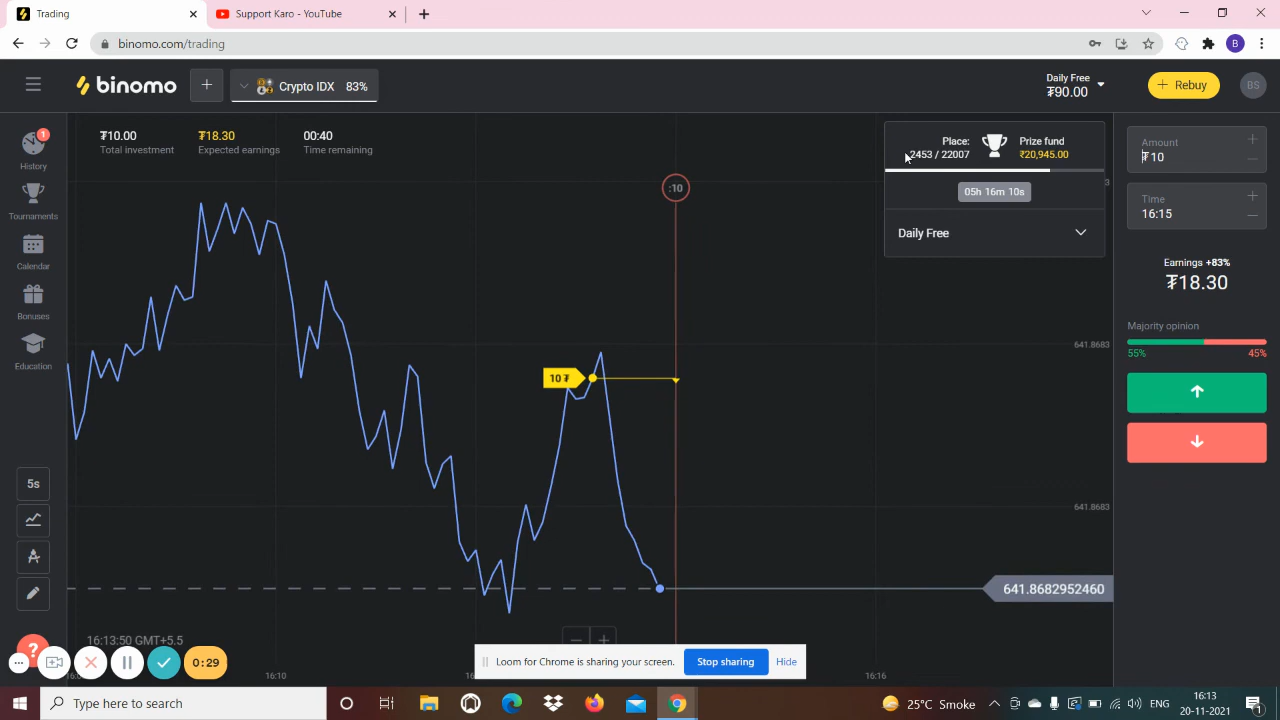 Trading
Support Karo - YouTube
binomo.com/trading
B
binomo
Crypto IDX 83%
Daily Free
₮90.00
Rebuy
BS
₮10.00
Total investment
₮18.30
Expected earnings
00:40
Time remaining
Place:
2453 / 22007
Prize fund
₹20,945.00
05h 16m 10s
Daily Free
Amount
₮10
Time
16:15
Earnings +83%
₮18.30
Majority opinion
55%
45%
1
History
Tournaments
Calendar
Bonuses
Education
5s
:10
10 ₮
641.8683
641.8683
641.8682952460
16:13:50 GMT+5.5
16:10
16:16
?
0:29
Loom for Chrome is sharing your screen.
Stop sharing
Hide
Type here to search
25°C Smoke
ENG
16:13
20-11-2021
1